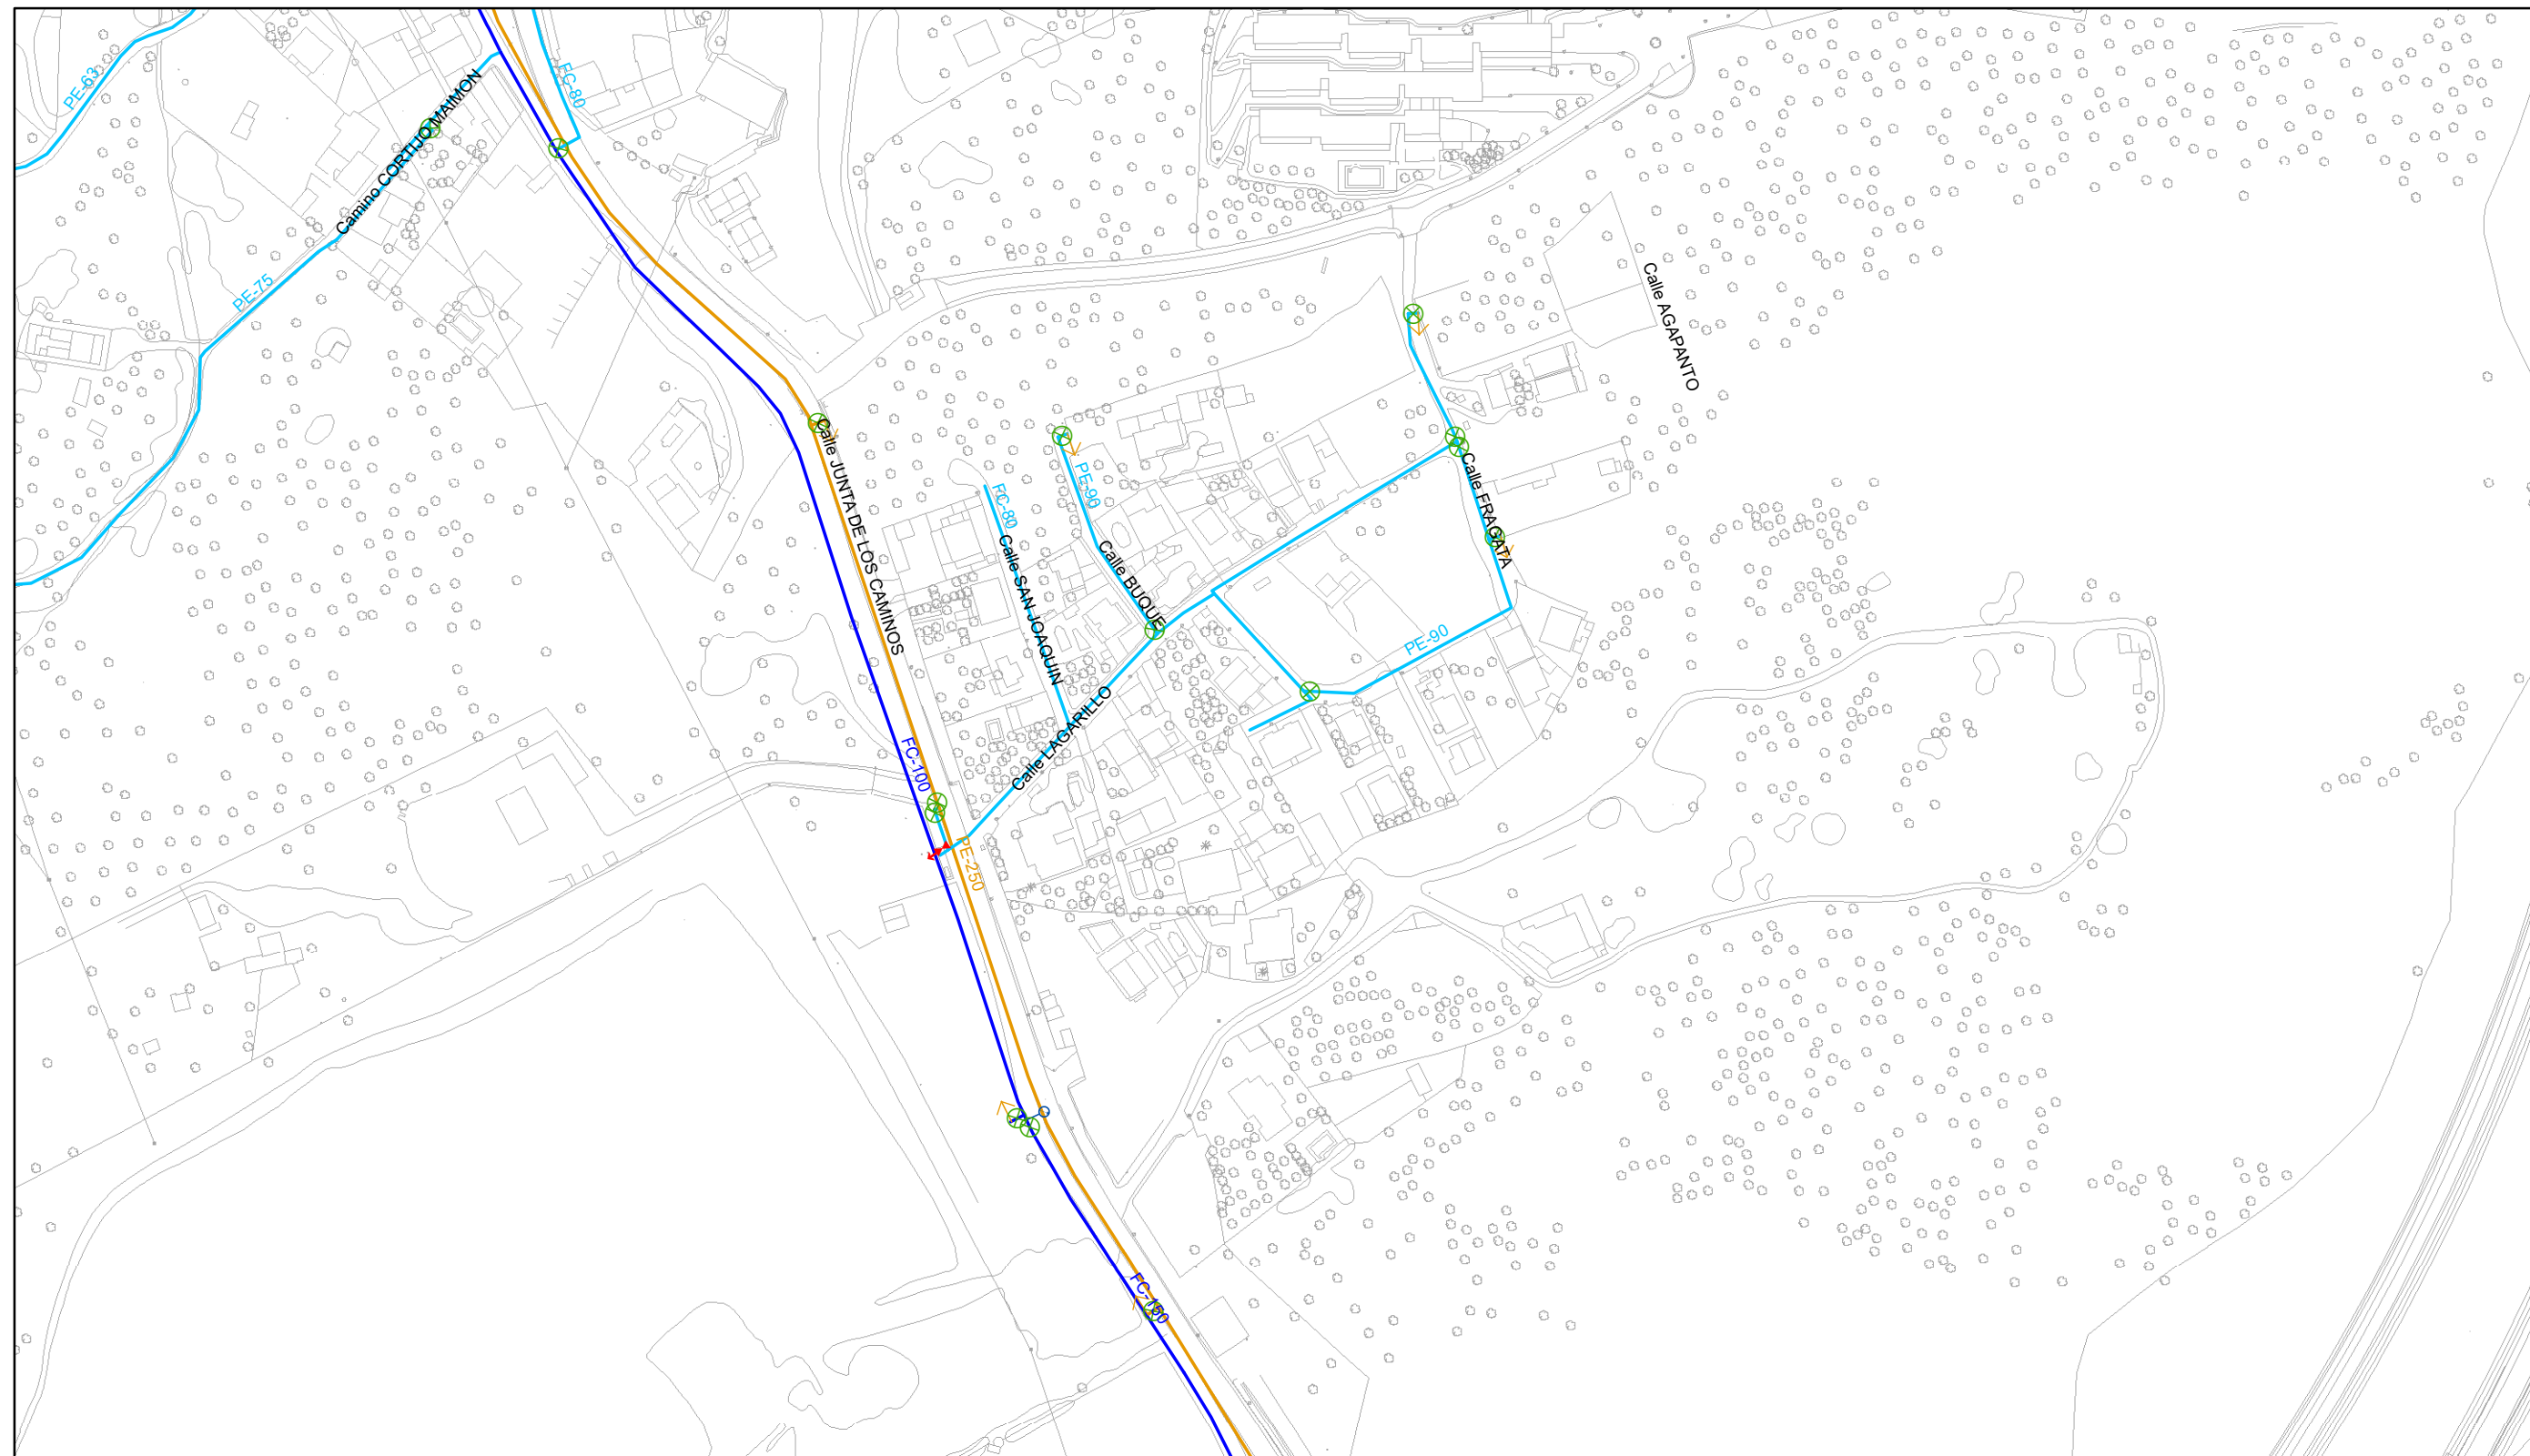 PE-63
FC-80
Camino CORTIJO MAIMON
PE-75
Calle AGAPANTO
Calle JUNTA DE LOS CAMINOS
PE-90
FC-80
Calle FRAGATA
Calle SAN JOAQUIN
Calle BUQUE
PE-90
Calle LAGARILLO
FC-100
PE-250
FC-150